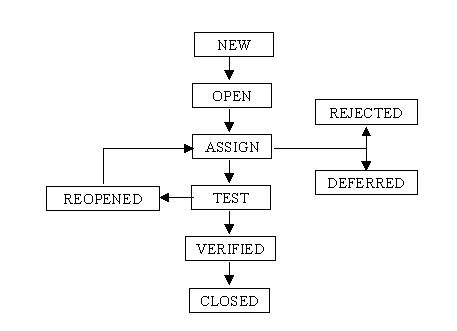 NEW
OPEN
REJECTED
ASSIGN
DEFERRED
REOPENED
TEST
VERIFIED
CLOSED